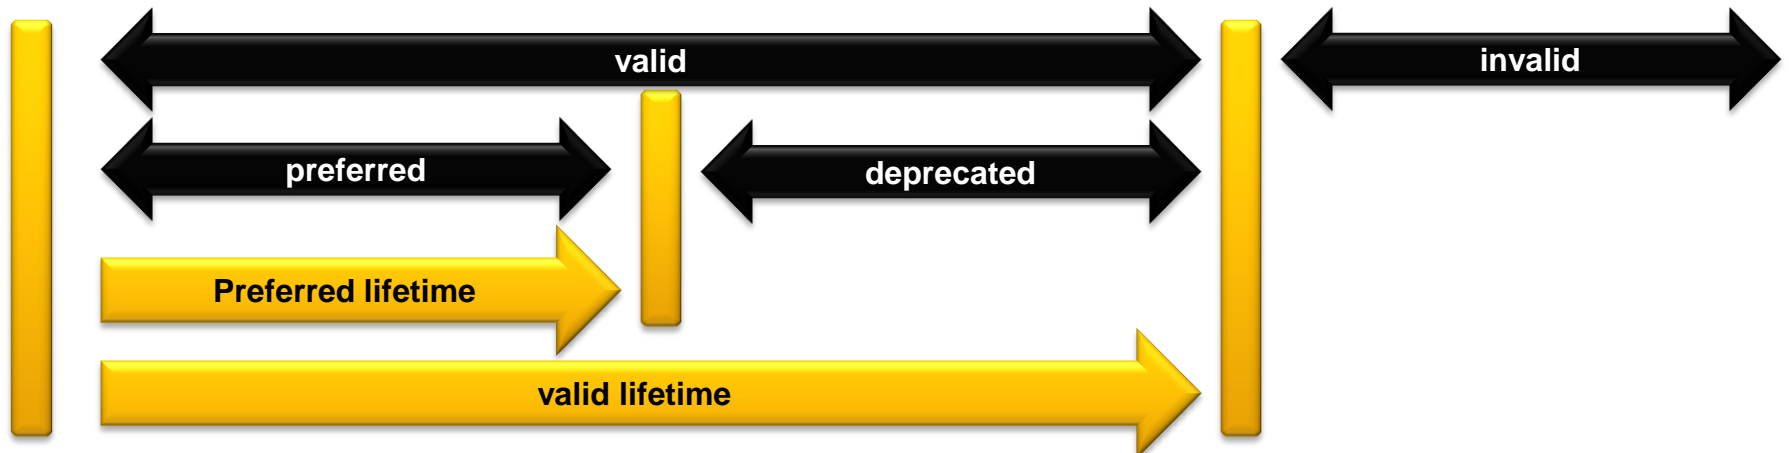 valid
invalid
preferred
deprecated
Preferred lifetime
valid lifetime